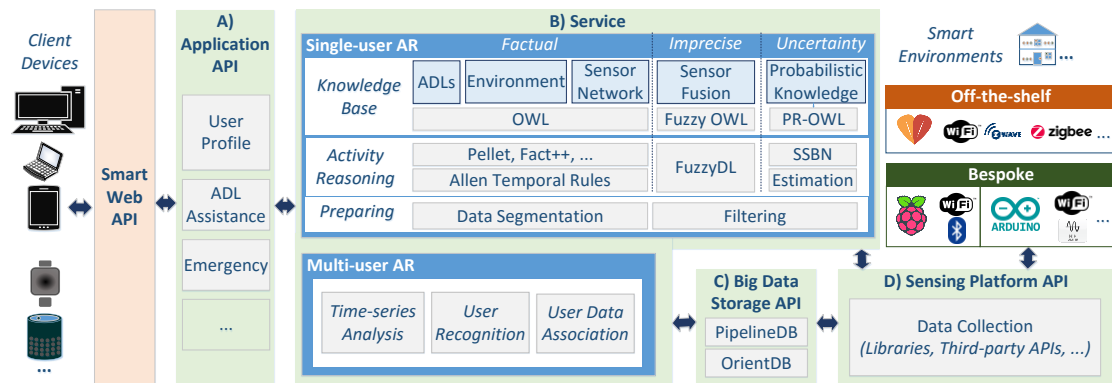 Client
Devices
...
Smart
Web
API
A)
Application
API
User
Profile
ADL
Assistance
Emergency
...
B) Service
Single-user AR
Factual
Imprecise
Uncertainty
Knowledge
Base
ADLs
Environment
Sensor
Network
Sensor
Fusion
Probabilistic
Knowledge
OWL
Fuzzy OWL
PR-OWL
Activity
Reasoning
Pellet, Fact++, ...
Allen Temporal Rules
FuzzyDL
SSBN
Estimation
Preparing
Data Segmentation
Filtering
Multi-user AR
Time-series
Analysis
User
Recognition
User Data
Association
C) Big Data
Storage API
PipelineDB
OrientDB
D) Sensing Platform API
Data Collection
(Libraries, Third-party APIs, ...)
Smart
Environments
...
Off-the-shelf
WiFi
Z WAVE
zigbee
...
Bespoke
WiFi
ARDUINO
WiFi
...